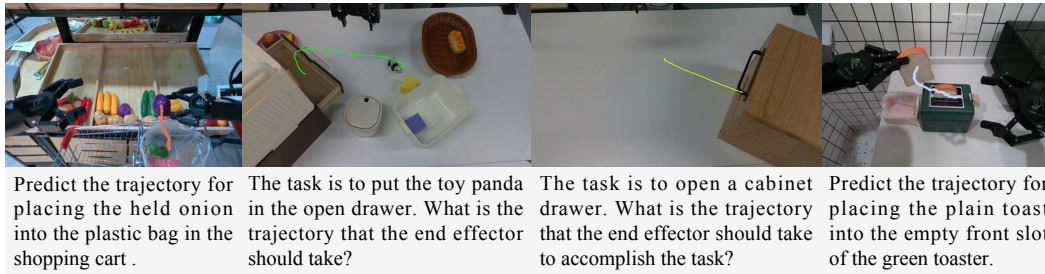 Predict the trajectory for
placing the held onion
into the plastic bag in the
shopping cart .
The task is to put the toy panda
in the open drawer. What is the
trajectory that the end effector
should take?
The task is to open a cabinet
drawer. What is the trajectory
that the end effector should take
to accomplish the task?
Predict the trajectory for
placing the plain toast
into the empty front slot
of the green toaster.